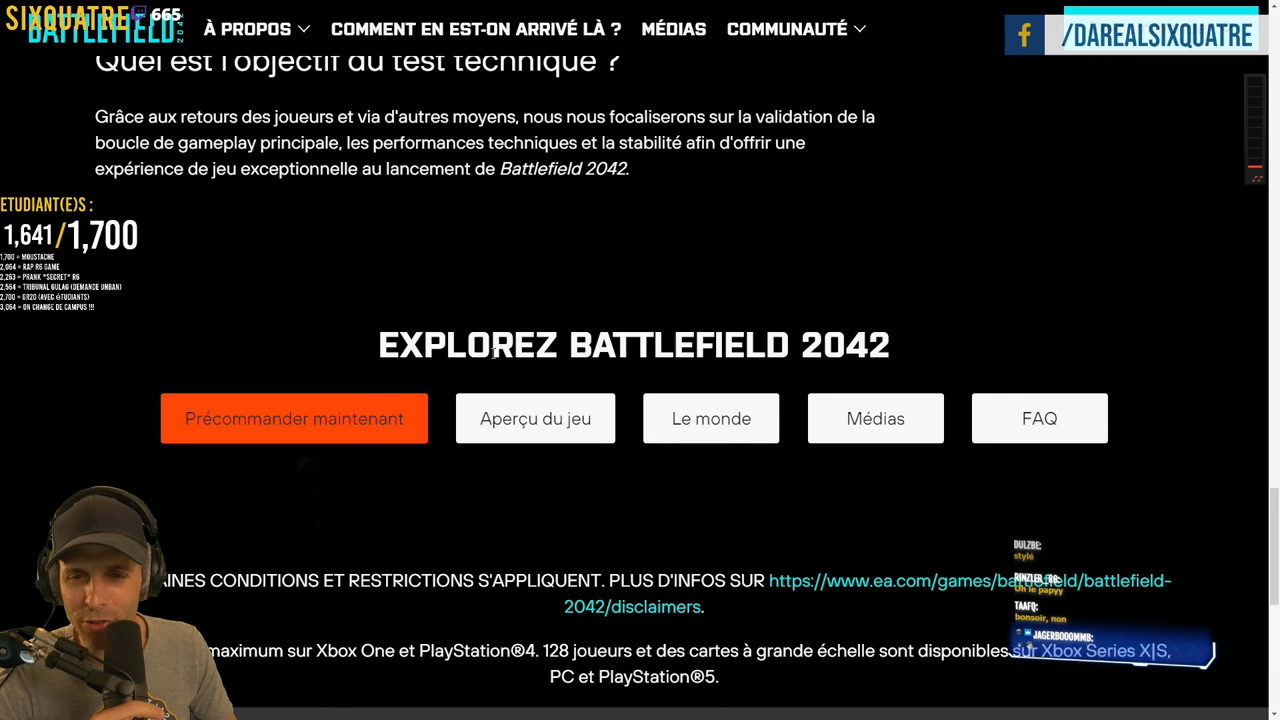 SIXQUATRE 665
BATTLEFIELD 2042
À PROPOS
COMMENT EN EST-ON ARRIVÉ LÀ ?
MÉDIAS
COMMUNAUTÉ
f /DAREALSIXQUATRE
Quel est l'objectif du test technique ?
Grâce aux retours des joueurs et via d'autres moyens, nous nous focaliserons sur la validation de la
boucle de gameplay principale, les performances techniques et la stabilité afin d'offrir une
expérience de jeu exceptionnelle au lancement de Battlefield 2042.
ETUDIANT(E)S :
1,641/1,700
1,700 = MOUSTACHE
2,064 = RAP R6 GAME
2,263 = PRANK *SECRET* R6
2,564 = TRIBUNAL GULAG (DEMANDE UNBAN)
2,700 = GR20 (AVEC ÉTUDIANTS)
3,064 = ON CHANGE DE CAMPUS !!!
EXPLOREZ BATTLEFIELD 2042
Précommander maintenant
Aperçu du jeu
Le monde
Médias
FAQ
AINES CONDITIONS ET RESTRICTIONS S'APPLIQUENT. PLUS D'INFOS SUR https://www.ea.com/games/battlefield/battlefield-
2042/disclaimers.
maximum sur Xbox One et PlayStation®4. 128 joueurs et des cartes à grande échelle sont disponibles sur Xbox Series X|S,
PC et PlayStation®5.
DULZBE:
stylé
RINZLER_R6:
Oh le papyy
TAAFQ:
bonsoir, non
JAGERBOOOMMB: